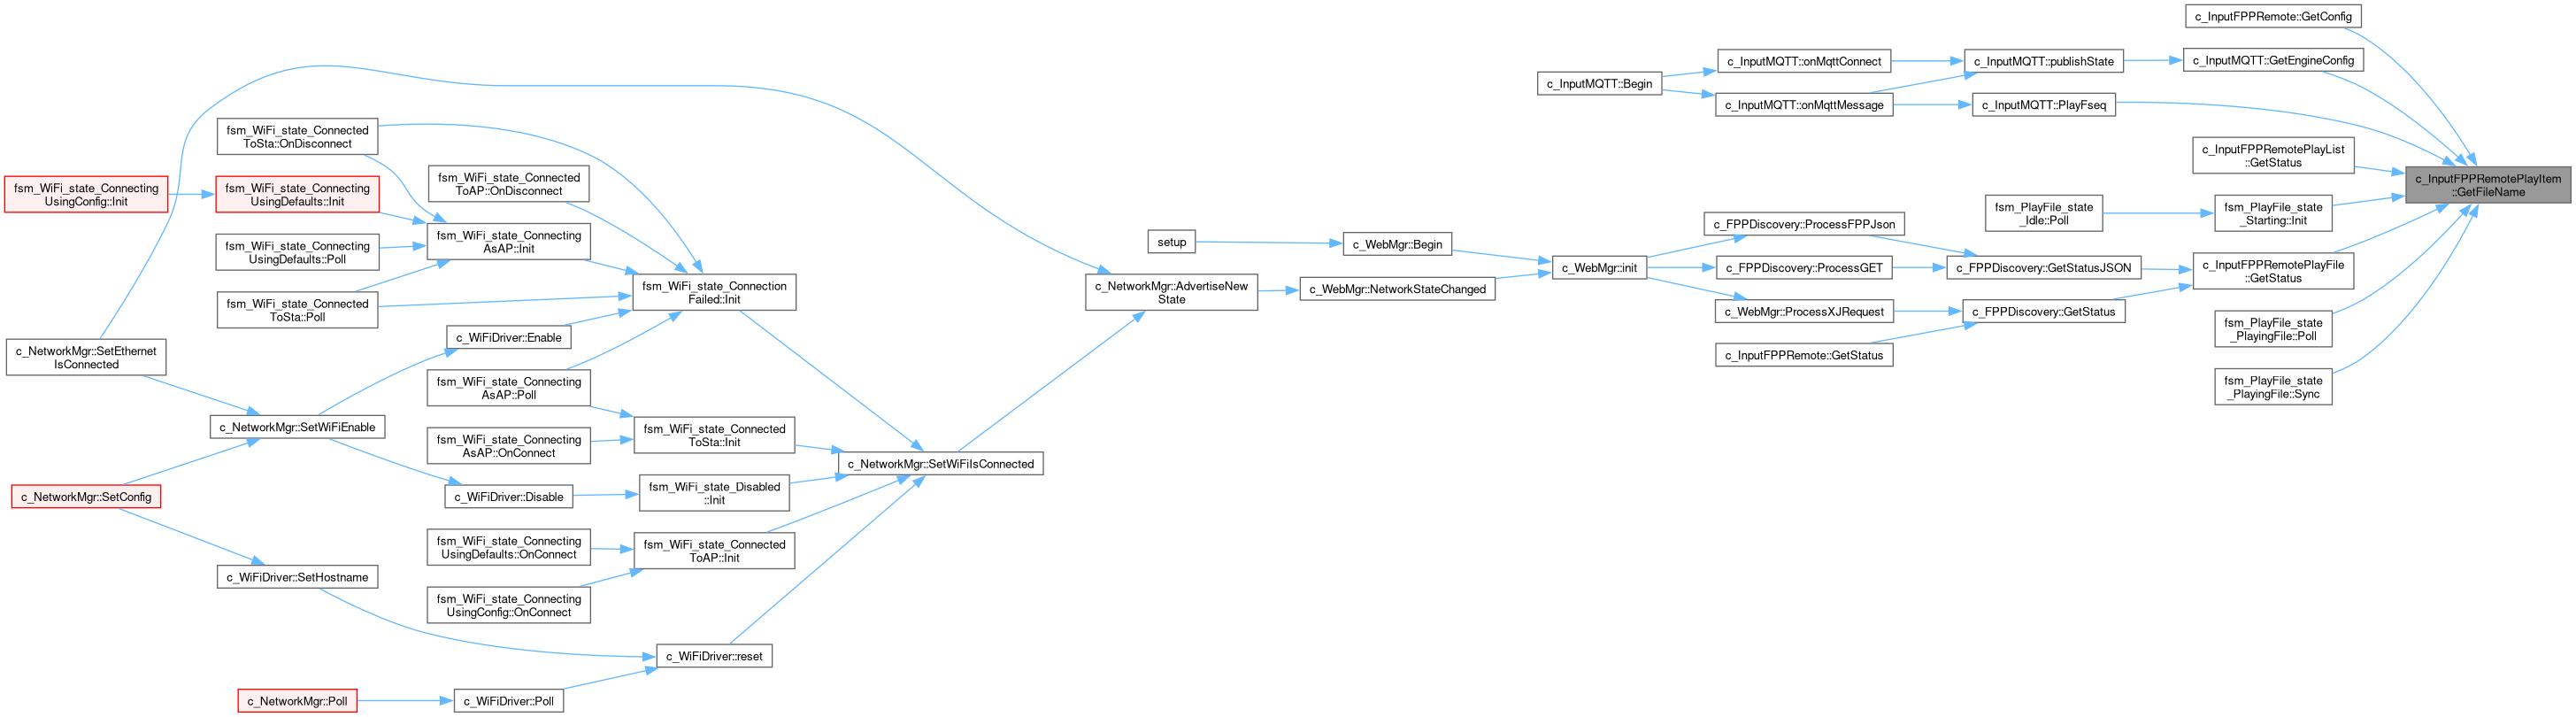 c_InputFPPRemote::GetConfig
c_InputMQTT::onMqttConnect
c_InputMQTT::publishState
c_InputMQTT::GetEngineConfig
c_InputMQTT::Begin
c_InputMQTT::onMqttMessage
c_InputMQTT::PlayFseq
fsm_WiFi_state_Connected
ToSta::OnDisconnect
c_InputFPPRemotePlayList
::GetStatus
c_InputFPPRemotePlayItem
::GetFileName
fsm_WiFi_state_Connected
ToAP::OnDisconnect
fsm_WiFi_state_Connecting
UsingConfig::Init
fsm_WiFi_state_Connecting
UsingDefaults::Init
fsm_PlayFile_state
_Idle::Poll
fsm_PlayFile_state
_Starting::Init
c_FPPDiscovery::ProcessFPPJson
fsm_WiFi_state_Connecting
AsAP::Init
setup
c_WebMgr::Begin
fsm_WiFi_state_Connecting
UsingDefaults::Poll
c_WebMgr::init
c_FPPDiscovery::ProcessGET
c_FPPDiscovery::GetStatusJSON
c_InputFPPRemotePlayFile
::GetStatus
fsm_WiFi_state_Connection
Failed::Init
c_NetworkMgr::AdvertiseNew
State
c_WebMgr::NetworkStateChanged
fsm_WiFi_state_Connected
ToSta::Poll
c_WebMgr::ProcessXJRequest
c_FPPDiscovery::GetStatus
fsm_PlayFile_state
_PlayingFile::Poll
c_WiFiDriver::Enable
c_InputFPPRemote::GetStatus
c_NetworkMgr::SetEthernet
IsConnected
fsm_WiFi_state_Connecting
AsAP::Poll
fsm_PlayFile_state
_PlayingFile::Sync
c_NetworkMgr::SetWiFiEnable
fsm_WiFi_state_Connecting
AsAP::OnConnect
fsm_WiFi_state_Connected
ToSta::Init
c_NetworkMgr::SetWiFiIsConnected
c_NetworkMgr::SetConfig
c_WiFiDriver::Disable
fsm_WiFi_state_Disabled
::Init
fsm_WiFi_state_Connecting
UsingDefaults::OnConnect
fsm_WiFi_state_Connected
ToAP::Init
c_WiFiDriver::SetHostname
fsm_WiFi_state_Connecting
UsingConfig::OnConnect
c_WiFiDriver::reset
c_NetworkMgr::Poll
c_WiFiDriver::Poll